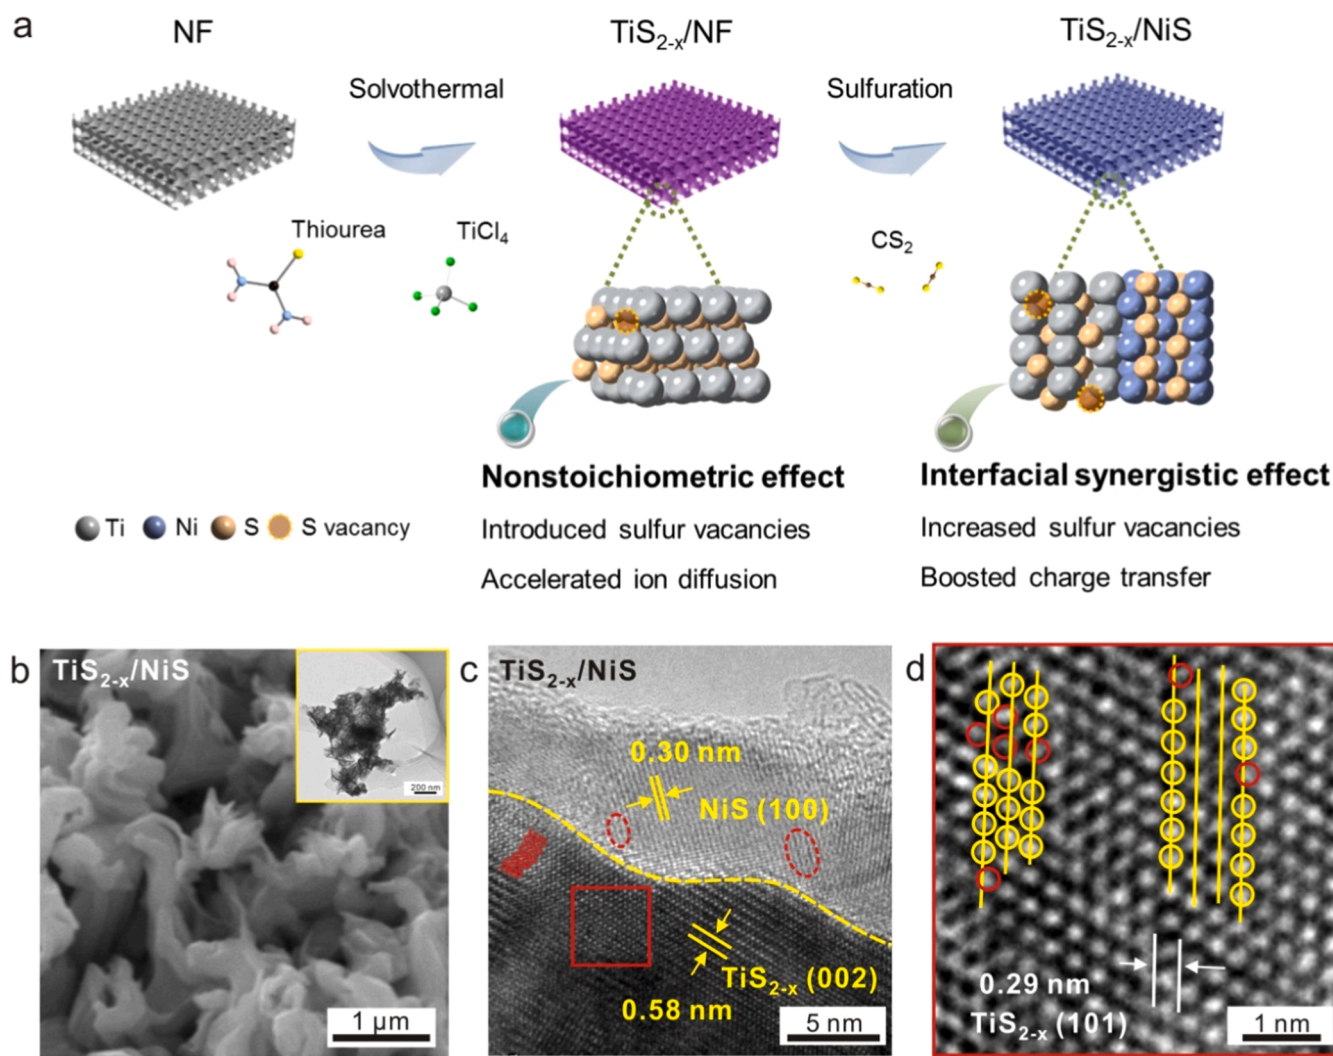 a
NF
TiS₂₋ₓ/NF
TiS₂₋ₓ/NiS
Solvothermal
Sulfuration
Thiourea
TiCl₄
CS₂
Nonstoichiometric effect
Interfacial synergistic effect
Ti Ni S S vacancy
Introduced sulfur vacancies
Increased sulfur vacancies
Accelerated ion diffusion
Boosted charge transfer
b
TiS₂₋ₓ/NiS
200 nm
1 µm
c
TiS₂₋ₓ/NiS
0.30 nm
NiS (100)
TiS₂₋ₓ (002)
0.58 nm
5 nm
d
0.29 nm
TiS₂₋ₓ (101)
1 nm